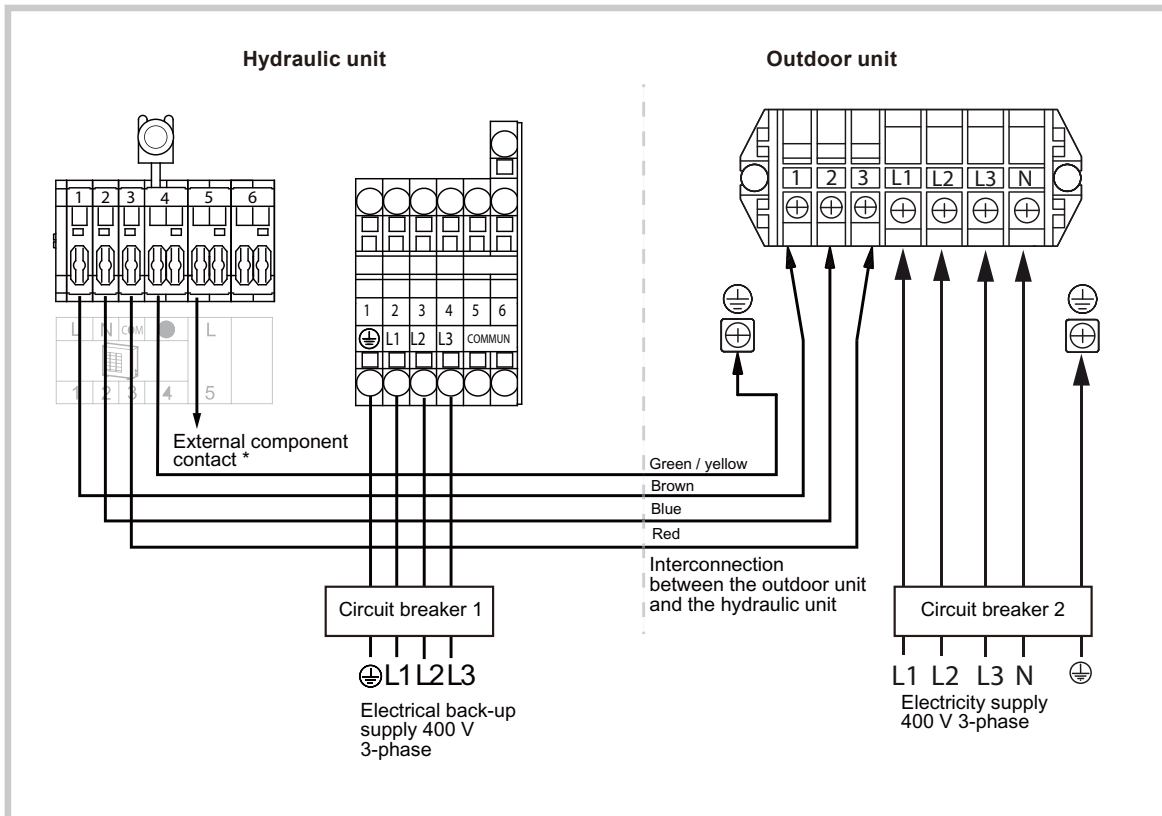 Hydraulic unit
Outdoor unit
1 2 3 4 5 6
1 2 3 L1 L2 L3 N
1 2 3 4 5 6
L1 L2 L3 COMMUN
L N COM L
1 2 3 4 5
External component
contact *
Green / yellow
Brown
Blue
Red
Interconnection
between the outdoor unit
and the hydraulic unit
Circuit breaker 1
Circuit breaker 2
L1 L2 L3
Electrical back-up
supply 400 V
3-phase
L1 L2 L3 N
Electricity supply
400 V 3-phase